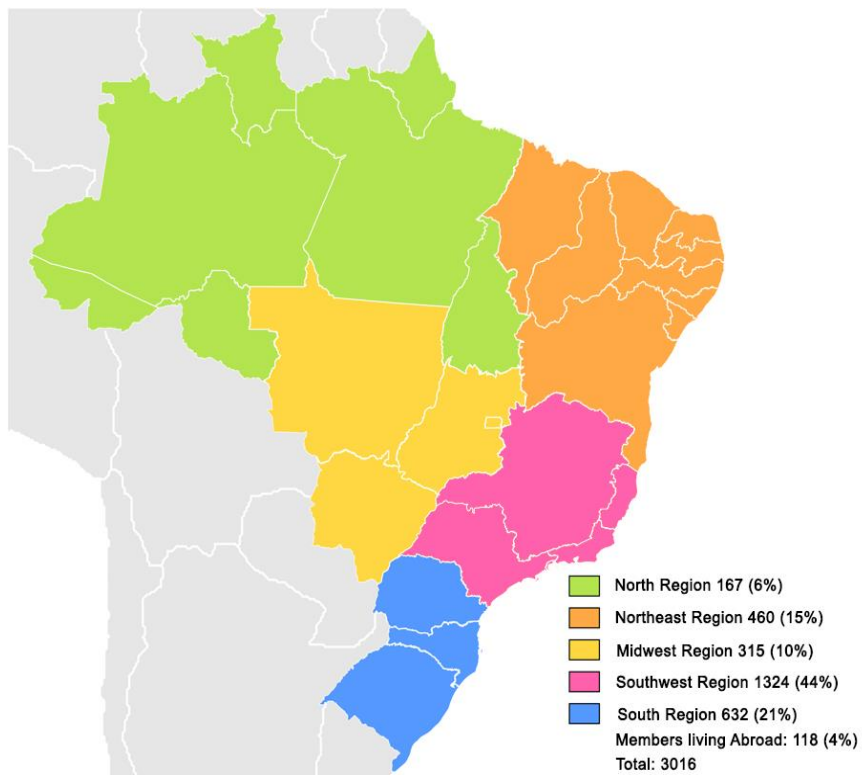 North Region 167 (6%)
Northeast Region 460 (15%)
Midwest Region 315 (10%)
Southwest Region 1324 (44%)
South Region 632 (21%)
Members living Abroad: 118 (4%)
Total: 3016